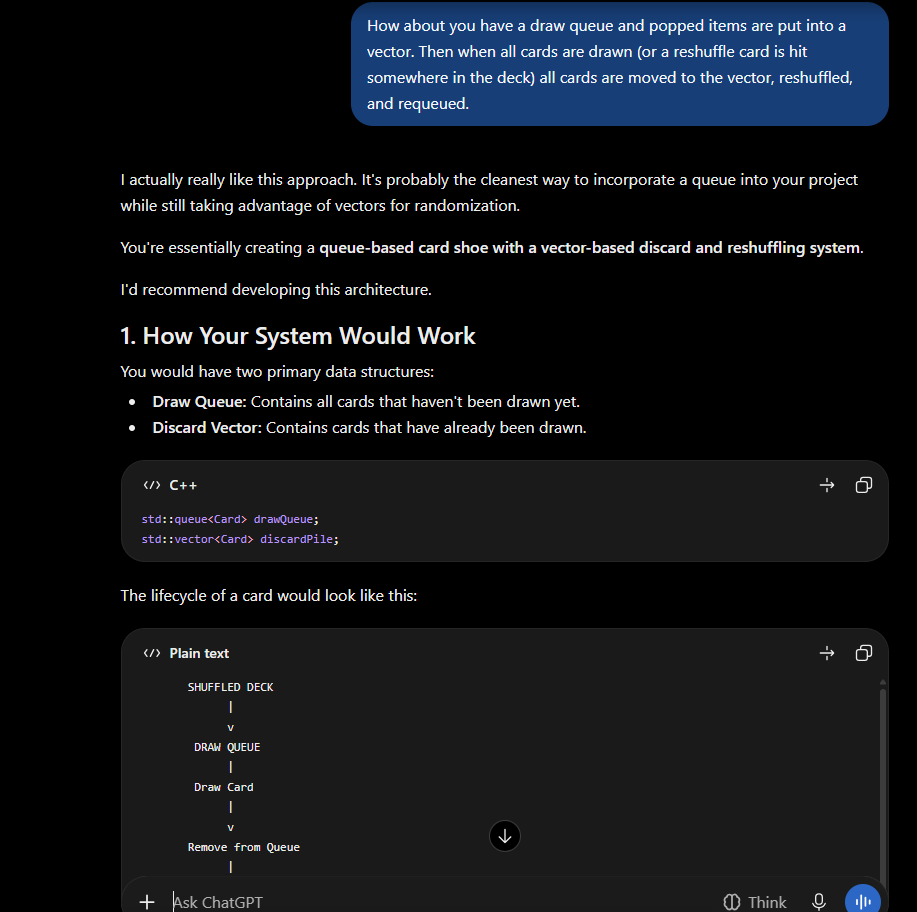 How about you have a draw queue and popped items are put into a
vector. Then when all cards are drawn (or a reshuffle card is hit
somewhere in the deck) all cards are moved to the vector, reshuffled,
and requeued.
I actually really like this approach. It's probably the cleanest way to incorporate a queue into your project
while still taking advantage of vectors for randomization.
You're essentially creating a queue-based card shoe with a vector-based discard and reshuffling system.
I'd recommend developing this architecture.
1. How Your System Would Work
You would have two primary data structures:
• Draw Queue: Contains all cards that haven't been drawn yet.
• Discard Vector: Contains cards that have already been drawn.
</> C++
std::queue<Card> drawQueue;
std::vector<Card> discardPile;
The lifecycle of a card would look like this:
</> Plain text
SHUFFLED DECK
|
v
DRAW QUEUE
|
Draw Card
|
v
Remove from Queue
|
Ask ChatGPT
Think